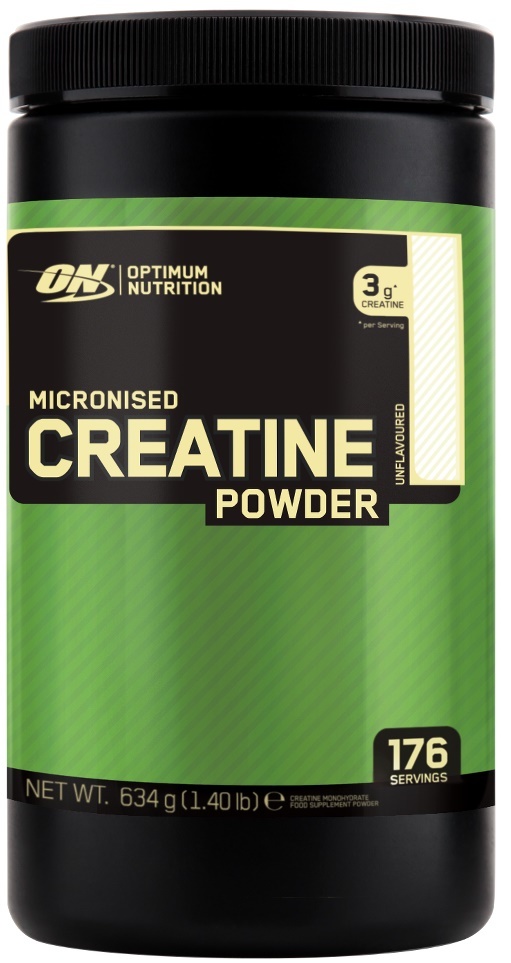 ON® OPTIMUM
NUTRITION
3 g*
CREATINE
* per Serving
MICRONISED
CREATINE
POWDER
UNFLAVOURED
176
SERVINGS
NET WT. 634 g (1.40 lb) ℮
CREATINE MONOHYDRATE
FOOD SUPPLEMENT POWDER